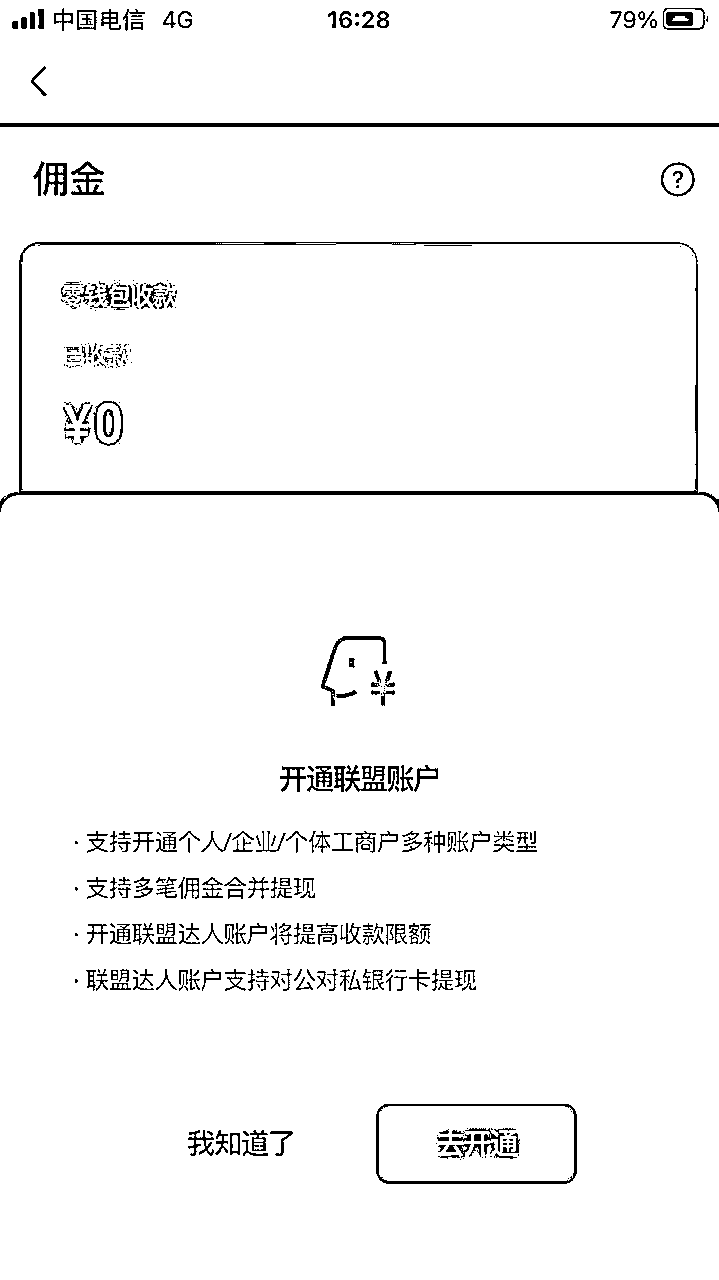 中国电信 4G 16:28 79%
佣金 ?
零钱包收款
已收款
¥0
¥
开通联盟账户
· 支持开通个人/企业/个体工商户多种账户类型
· 支持多笔佣金合并提现
· 开通联盟达人账户将提高收款限额
· 联盟达人账户支持对公对私银行卡提现
我知道了 去开通